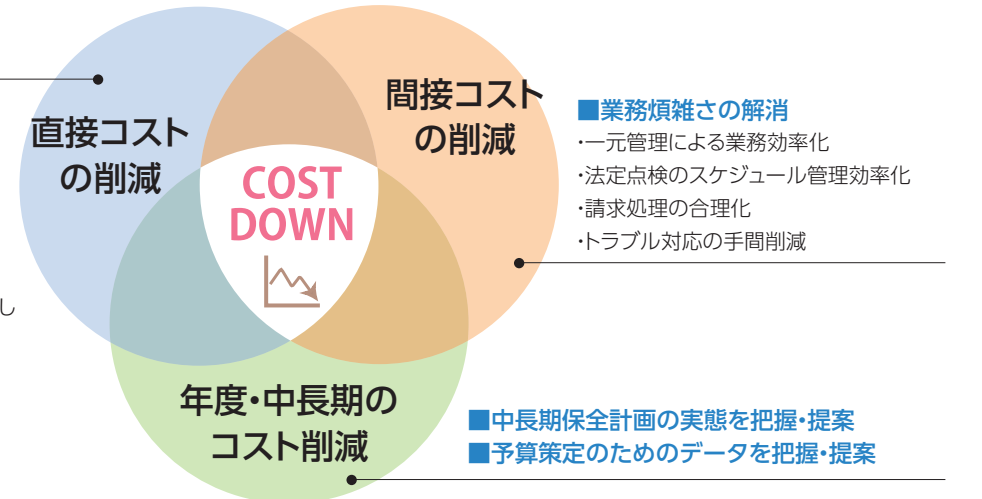 直接コスト
の削減
間接コスト
の削減
COST
DOWN
■業務煩雑さの解消
・一元管理による業務効率化
・法定点検のスケジュール管理効率化
・請求処理の合理化
・トラブル対応の手間削減
し
年度・中長期の
コスト削減
■中長期保全計画の実態を把握・提案
■予算策定のためのデータを把握・提案